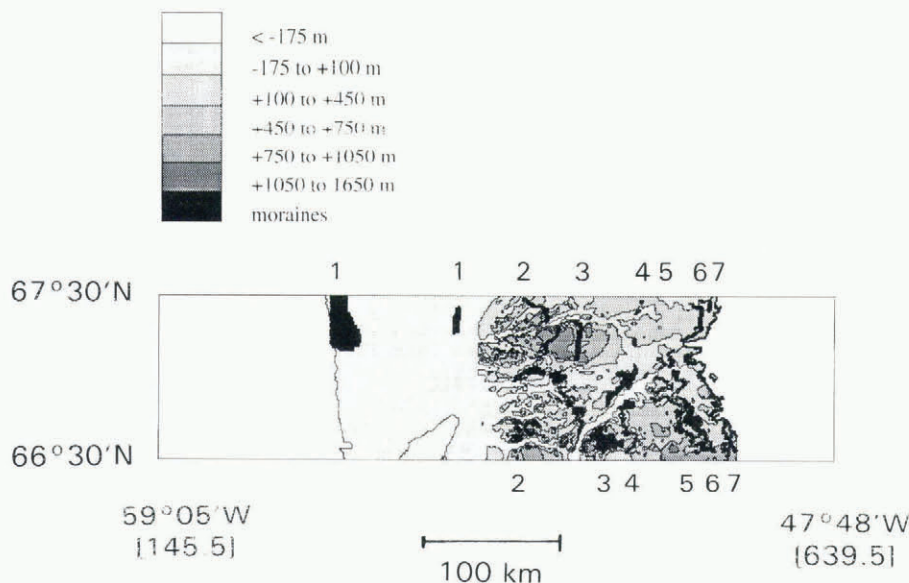 < -175 m
-175 to +100 m
+100 to +450 m
+450 to +750 m
+750 to +1050 m
+1050 to 1650 m
moraines
1 1 2 3 4 5 6 7
67°30'N
66°30'N
2 3 4 5 6 7
59°05'W
[145.5]
47°48'W
[639.5]
100 km